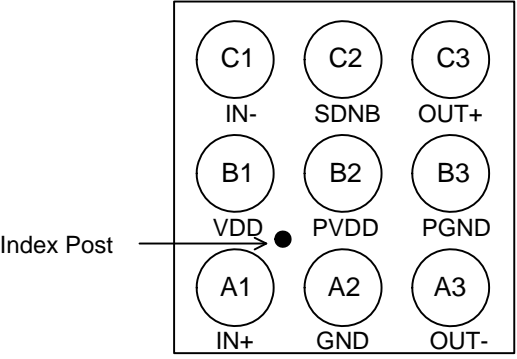 C1 C2 C3
IN- SDNB OUT+
B1 B2 B3
VDD PVDD PGND
Index Post
A1 A2 A3
IN+ GND OUT-